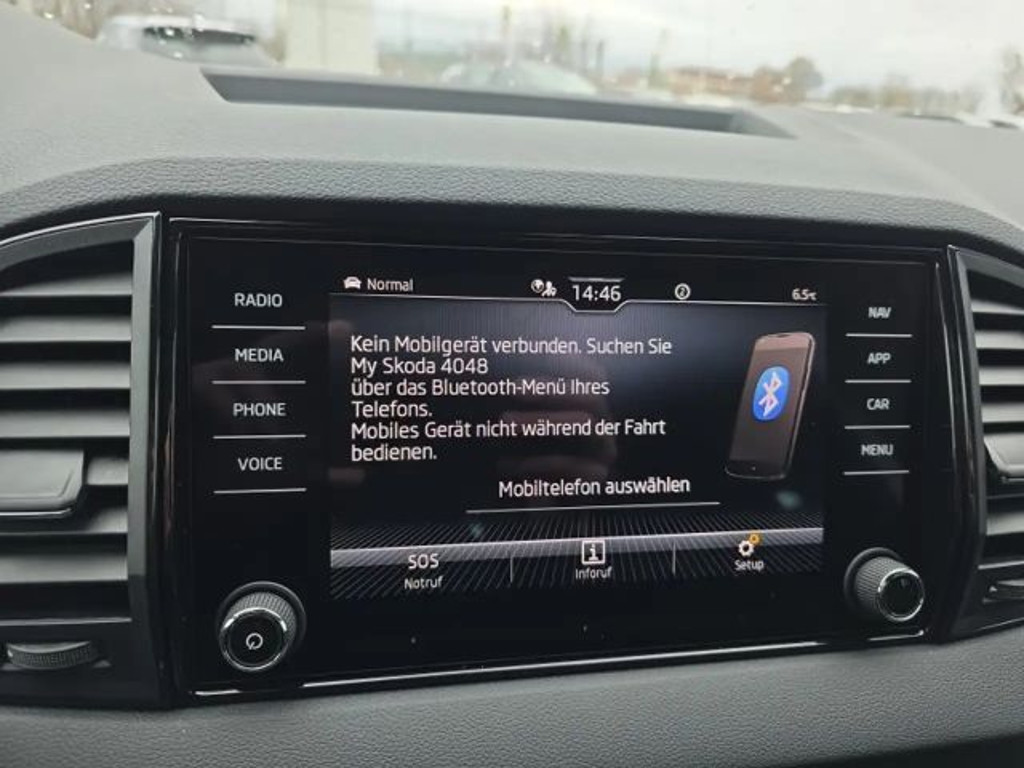 Normal 14:46 2 6.5°C
RADIO
MEDIA
PHONE
VOICE
Kein Mobilgerät verbunden. Suchen Sie
My Skoda 4048
über das Bluetooth-Menü Ihres
Telefons.
Mobiles Gerät nicht während der Fahrt
bedienen.
Mobiltelefon auswählen
SOS
Notruf
i
Inforuf
Setup
NAV
APP
CAR
MENU